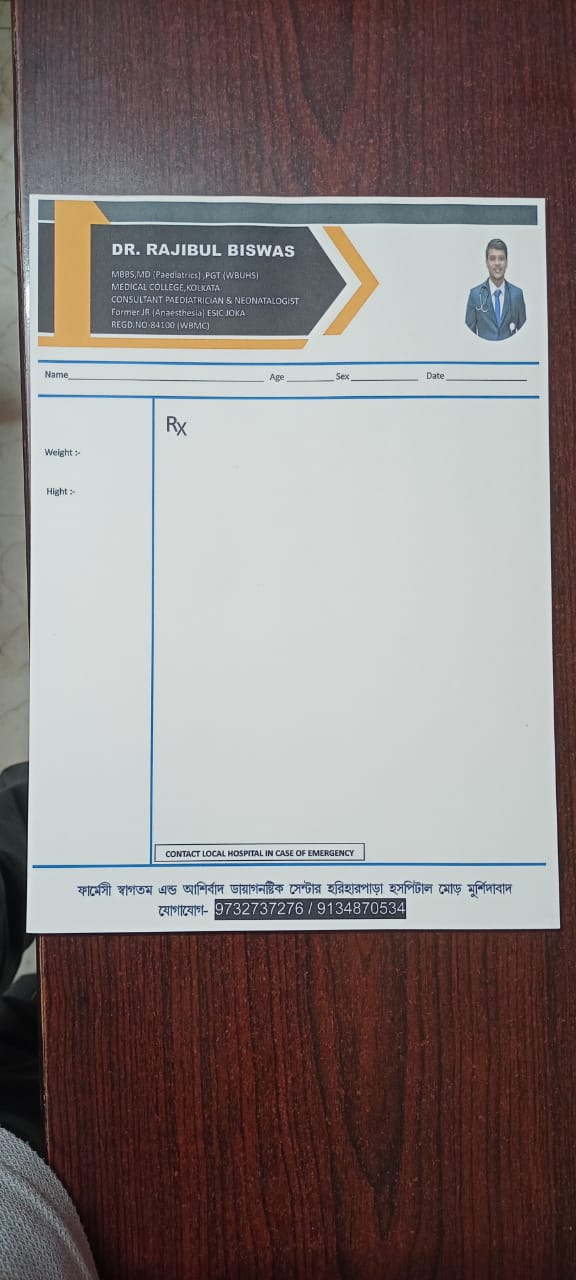 DR. RAJIBUL BISWAS
MBBS,MD (Paediatrics) ,PGT (WBUHS)
MEDICAL COLLEGE,KOLKATA
CONSULTANT PAEDIATRICIAN & NEONATALOGIST
Former JR (Anaesthesia) ESIC JOKA
REGD.NO-84100 (WBMC)
Name Age Sex Date
Rx
Weight :-
Hight :-
CONTACT LOCAL HOSPITAL IN CASE OF EMERGENCY
ফার্মেসী স্বাগতম এন্ড আশির্বাদ ডায়াগনষ্টিক সেন্টার হরিহারপাড়া হসপিটাল মোড় মুর্শিদাবাদ
যোগাযোগ- 9732737276 / 9134870534